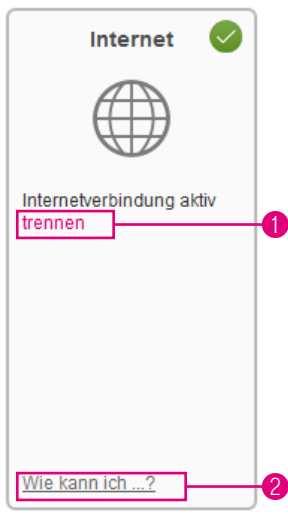 Internet
Internetverbindung aktiv
trennen
1
Wie kann ich ...?
2